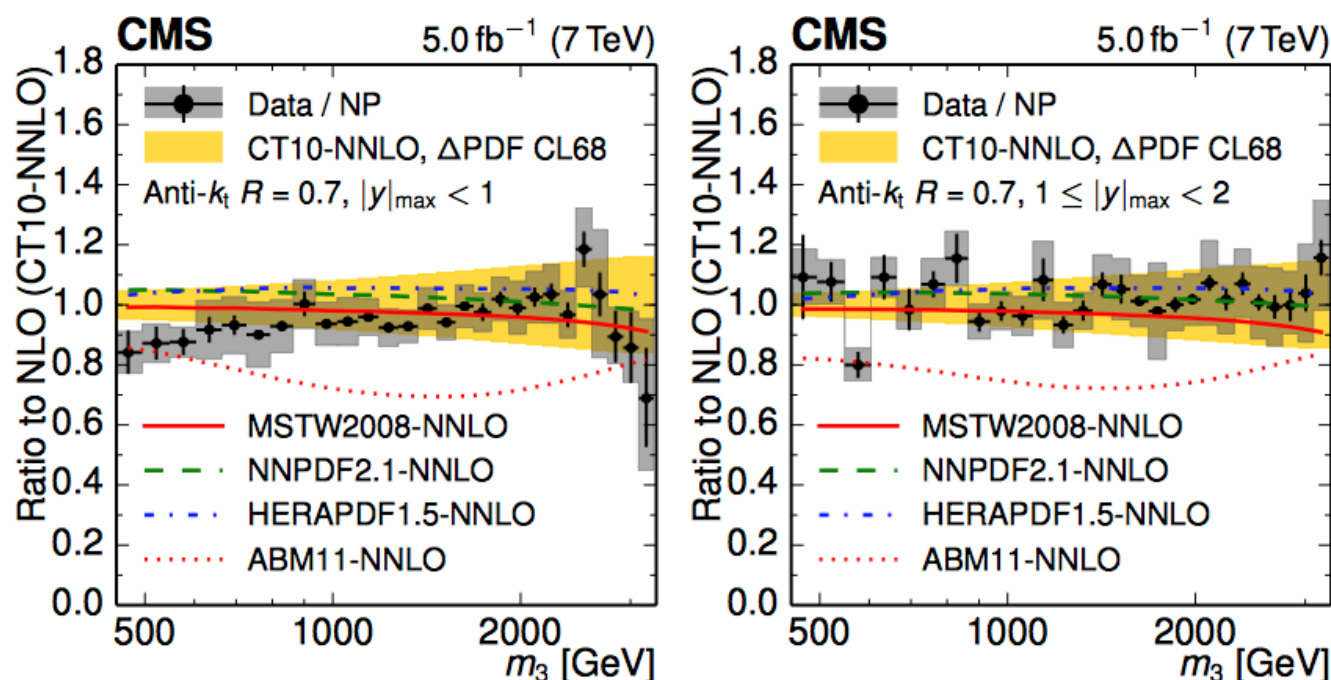 CMS 5.0 fb⁻¹ (7 TeV)
Ratio to NLO (CT10-NNLO)
1.8
1.6
1.4
1.2
1.0
0.8
0.6
0.4
0.2
0.0
Data / NP
CT10-NNLO, ΔPDF CL68
Anti-kₜ R = 0.7, |y|max < 1
MSTW2008-NNLO
NNPDF2.1-NNLO
HERAPDF1.5-NNLO
ABM11-NNLO
500 1000 2000
m₃ [GeV]
CMS 5.0 fb⁻¹ (7 TeV)
Ratio to NLO (CT10-NNLO)
1.8
1.6
1.4
1.2
1.0
0.8
0.6
0.4
0.2
0.0
Data / NP
CT10-NNLO, ΔPDF CL68
Anti-kₜ R = 0.7, 1 ≤ |y|max < 2
MSTW2008-NNLO
NNPDF2.1-NNLO
HERAPDF1.5-NNLO
ABM11-NNLO
500 1000 2000
m₃ [GeV]